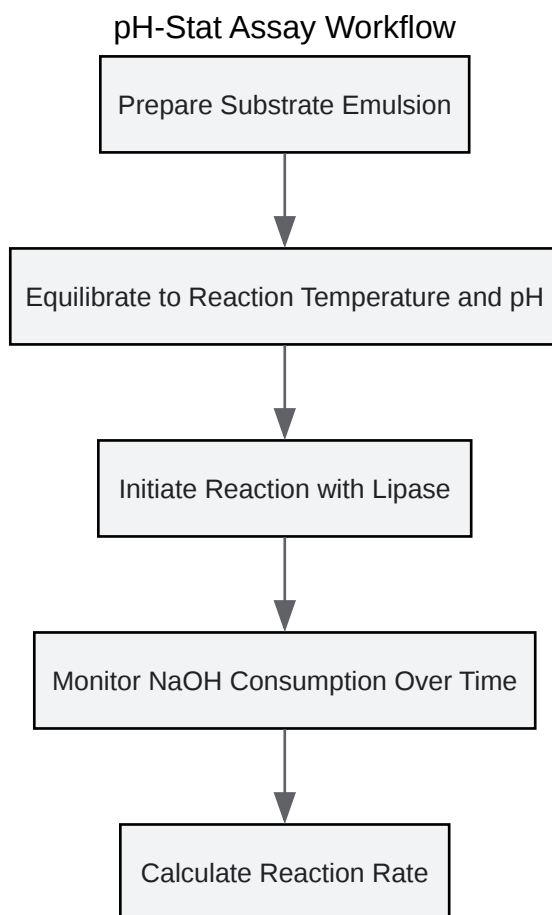 pH-Stat Assay Workflow
Prepare Substrate Emulsion
Equilibrate to Reaction Temperature and pH
Initiate Reaction with Lipase
Monitor NaOH Consumption Over Time
Calculate Reaction Rate